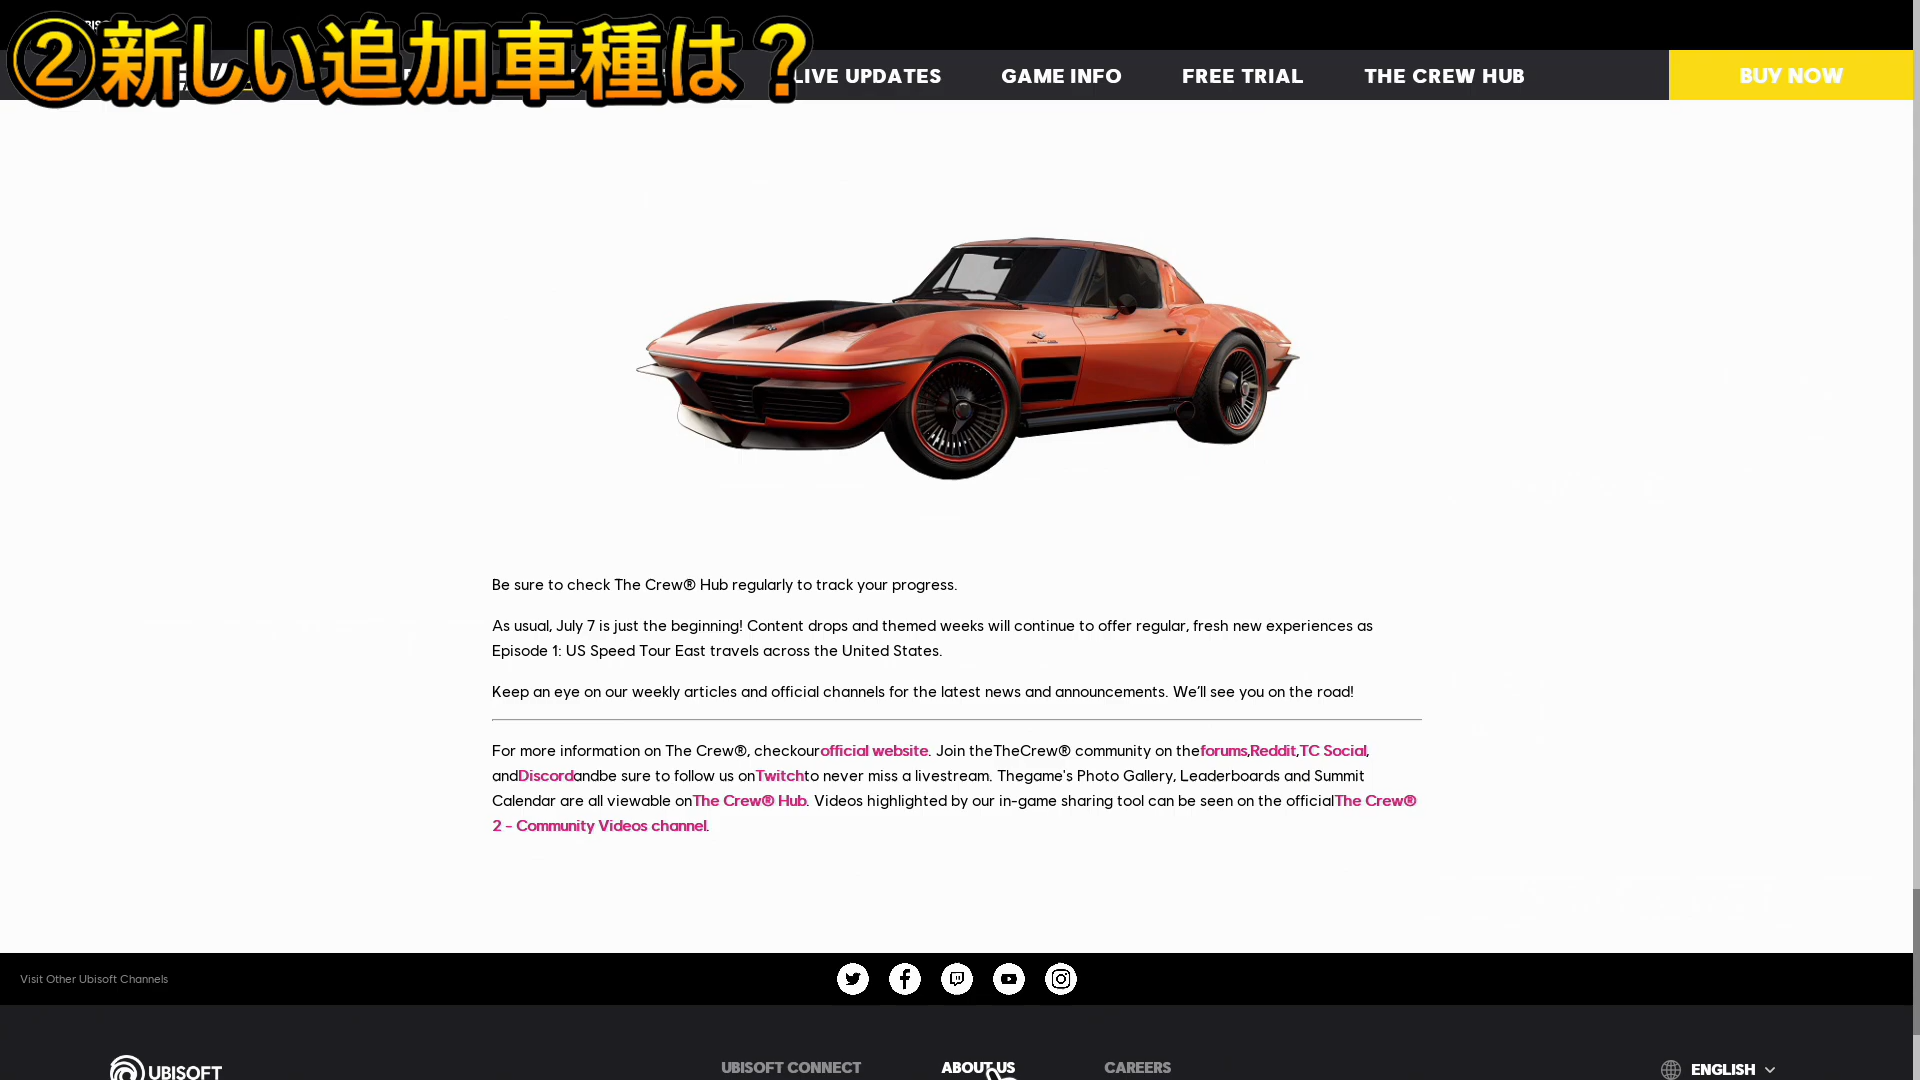 ②新しい追加車種は？
LIVE UPDATES
GAME INFO
FREE TRIAL
THE CREW HUB
BUY NOW
Be sure to check The Crew® Hub regularly to track your progress.
As usual, July 7 is just the beginning! Content drops and themed weeks will continue to offer regular, fresh new experiences as
Episode 1: US Speed Tour East travels across the United States.
Keep an eye on our weekly articles and official channels for the latest news and announcements. We'll see you on the road!
For more information on The Crew®, checkourofficial website. Join theTheCrew® community on theforums,Reddit,TC Social,
andDiscordandbe sure to follow us onTwitchto never miss a livestream. Thegame's Photo Gallery, Leaderboards and Summit
Calendar are all viewable onThe Crew® Hub. Videos highlighted by our in-game sharing tool can be seen on the officialThe Crew®
2 – Community Videos channel.
Visit Other Ubisoft Channels
UBISOFT
UBISOFT CONNECT
ABOUT US
CAREERS
ENGLISH